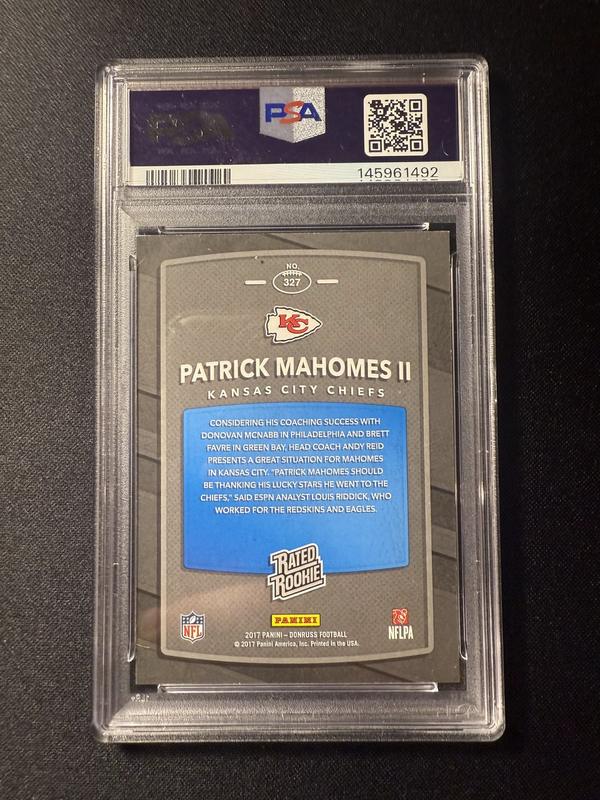 PSA
145961492
NO.
327
KC
PATRICK MAHOMES II
KANSAS CITY CHIEFS
CONSIDERING HIS COACHING SUCCESS WITH
DONOVAN MCNABB IN PHILADELPHIA AND BRETT
FAVRE IN GREEN BAY, HEAD COACH ANDY REID
PRESENTS A GREAT SITUATION FOR MAHOMES
IN KANSAS CITY. "PATRICK MAHOMES SHOULD
BE THANKING HIS LUCKY STARS HE WENT TO THE
CHIEFS," SAID ESPN ANALYST LOUIS RIDDICK, WHO
WORKED FOR THE REDSKINS AND EAGLES.
RATED
ROOKIE
PANINI
NFL
NFLPA
2017 PANINI – DONRUSS FOOTBALL
© 2017 Panini America, Inc. Printed in the USA.